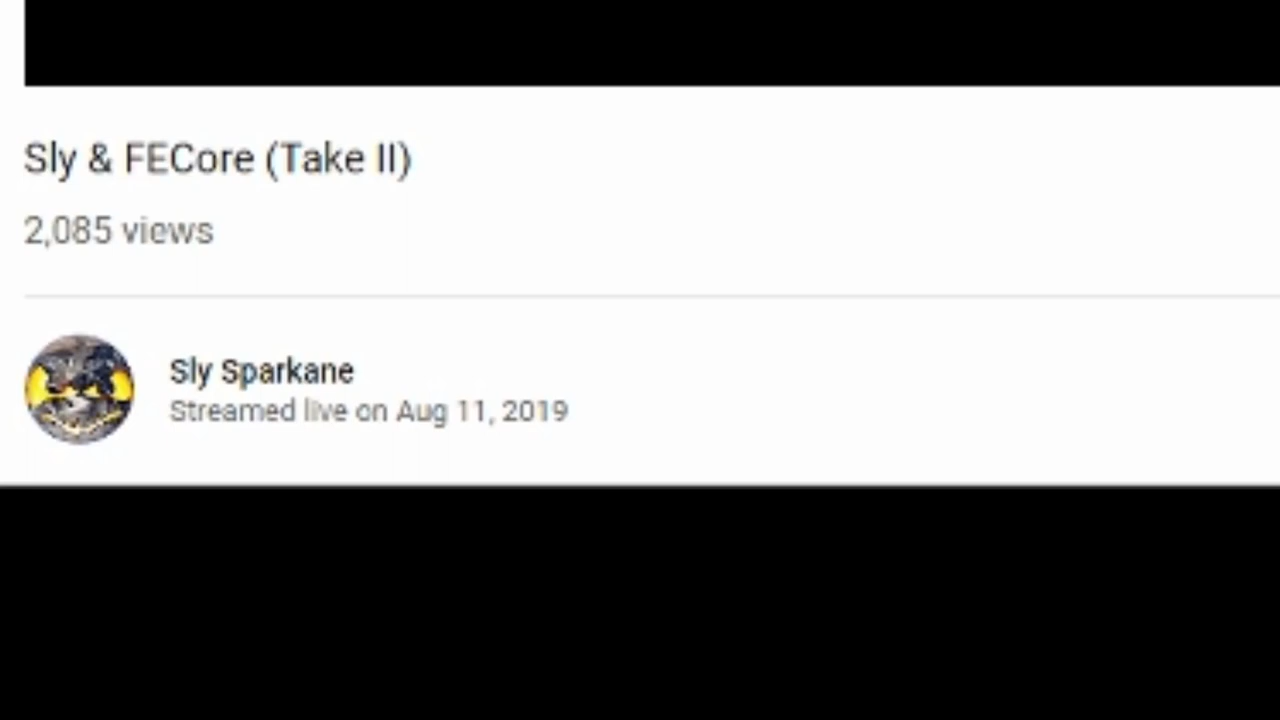 Sly & FECore (Take II)
2,085 views
Sly Sparkane
Streamed live on Aug 11, 2019